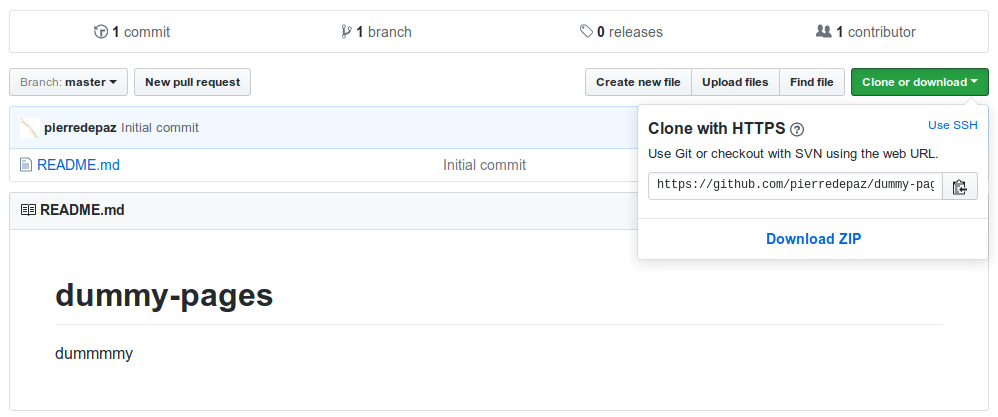 1 commit 1 branch 0 releases 1 contributor
Branch: master New pull request Create new file Upload files Find file Clone or download
pierredepaz Initial commit
Clone with HTTPS Use SSH
Use Git or checkout with SVN using the web URL.
README.md Initial commit
https://github.com/pierredepaz/dummy-pag
README.md
Download ZIP
dummy-pages
dummmmy